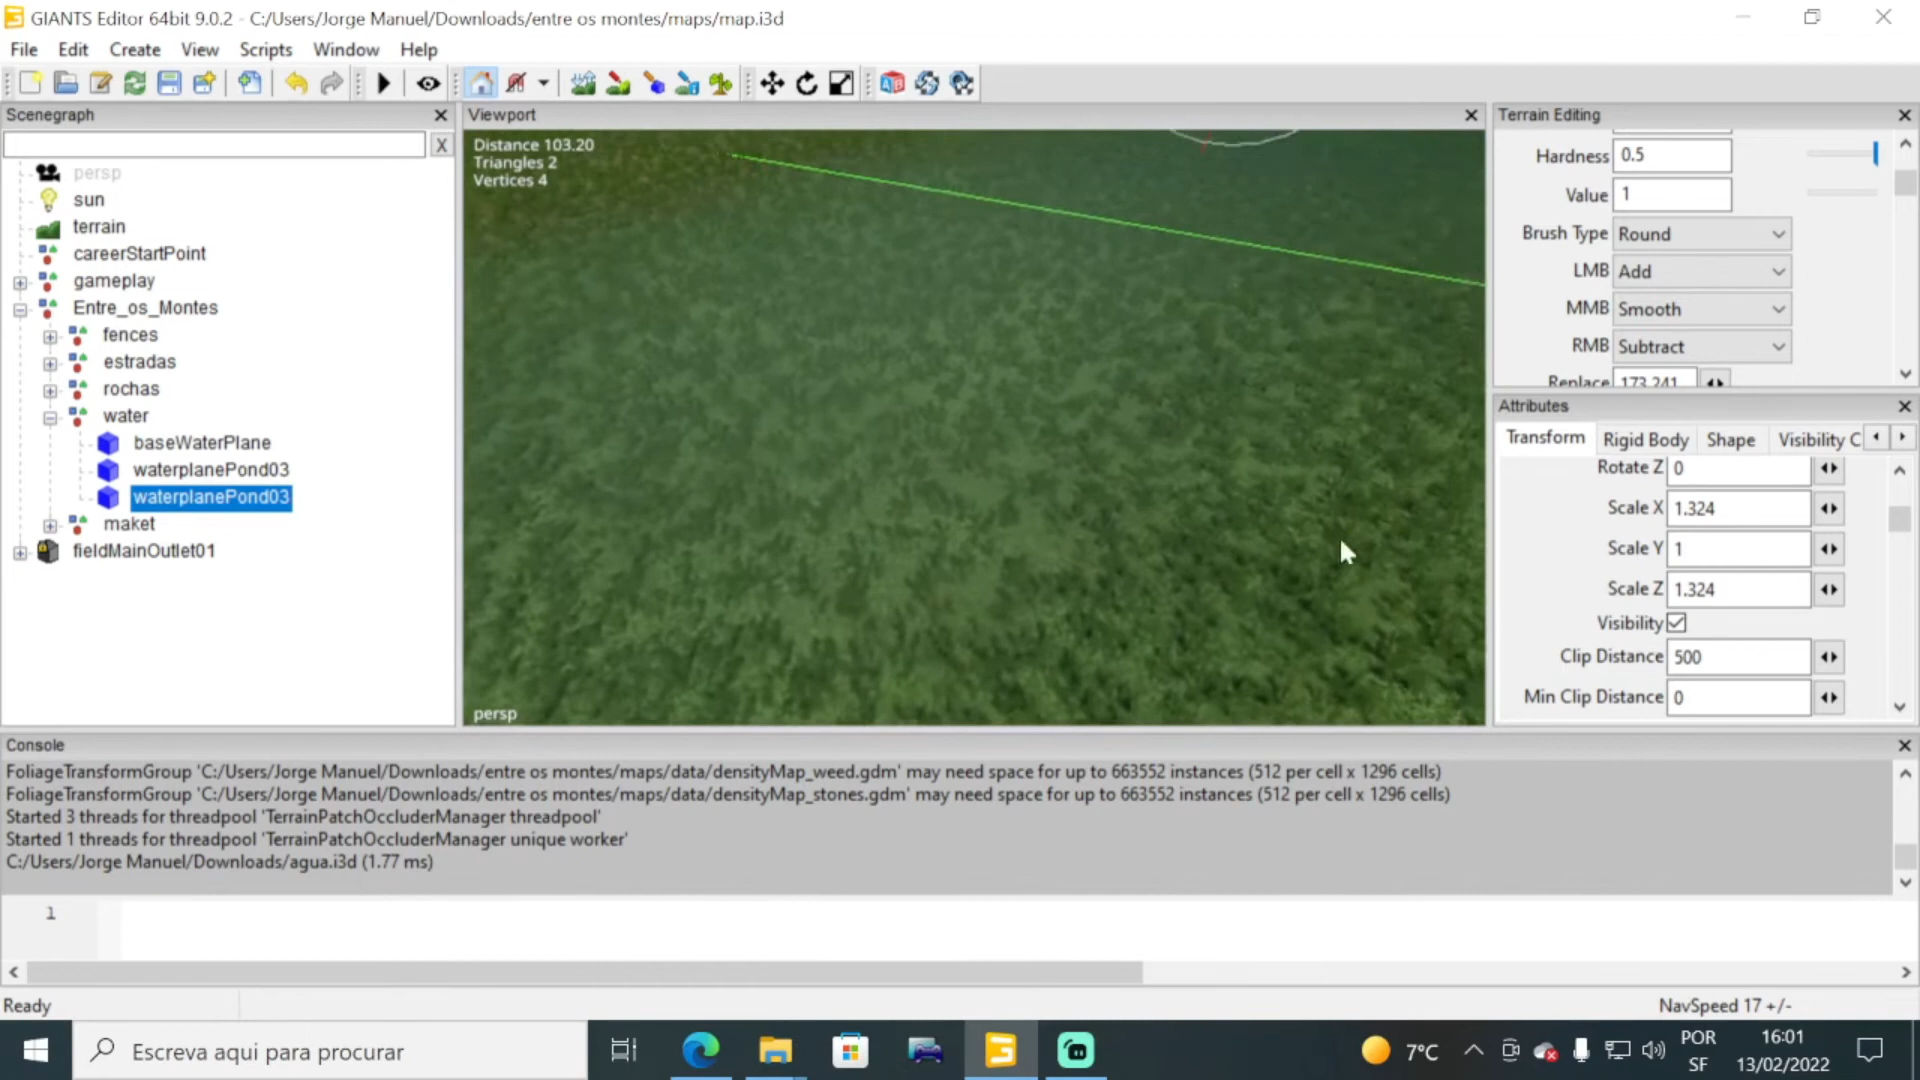 GIANTS Editor 64bit 9.0.2 - C:/Users/Jorge Manuel/Downloads/entre os montes/maps/map.i3d
File Edit Create View Scripts Window Help
Scenegraph
X
persp
sun
terrain
careerStartPoint
gameplay
Entre_os_Montes
fences
estradas
rochas
water
baseWaterPlane
waterplanePond03
waterplanePond03
maket
fieldMainOutlet01
Viewport
Distance 103.20
Triangles 2
Vertices 4
persp
Terrain Editing
Hardness 0.5
Value 1
Brush Type Round
LMB Add
MMB Smooth
RMB Subtract
Replace 173.241
Attributes
Transform Rigid Body Shape Visibility C
Rotate Z 0
Scale X 1.324
Scale Y 1
Scale Z 1.324
Visibility
Clip Distance 500
Min Clip Distance 0
Console
FoliageTransformGroup 'C:/Users/Jorge Manuel/Downloads/entre os montes/maps/data/densityMap_weed.gdm' may need space for up to 663552 instances (512 per cell x 1296 cells)
FoliageTransformGroup 'C:/Users/Jorge Manuel/Downloads/entre os montes/maps/data/densityMap_stones.gdm' may need space for up to 663552 instances (512 per cell x 1296 cells)
Started 3 threads for threadpool 'TerrainPatchOccluderManager threadpool'
Started 1 threads for threadpool 'TerrainPatchOccluderManager unique worker'
C:/Users/Jorge Manuel/Downloads/agua.i3d (1.77 ms)
1
Ready
NavSpeed 17 +/-
Escreva aqui para procurar
7°C
POR
SF
16:01
13/02/2022